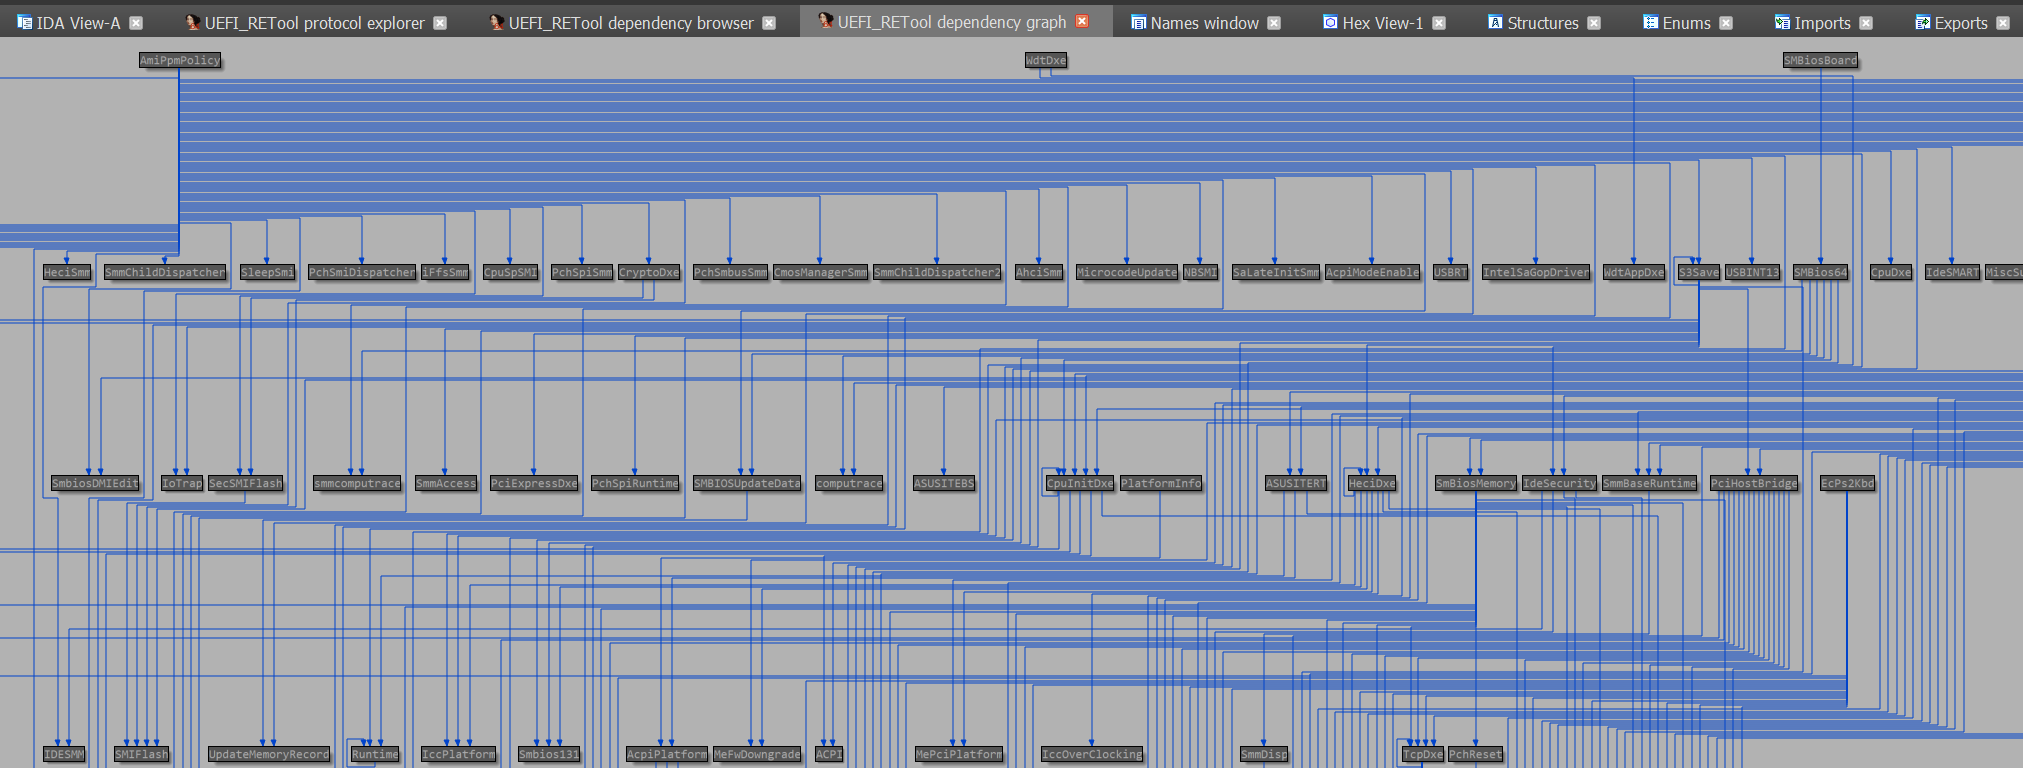 IDA View-A UEFI_RETool protocol explorer UEFI_RETool dependency browser UEFI_RETool dependency graph Names window Hex View-1 Structures Enums Imports Exports
AmiPpmPolicy WdtDxe SMBiosBoard
HeciSmm SmmChildDispatcher SleepSmi PchSmiDispatcher iFfsSmm CpuSpSMI PchSpiSmm CryptoDxe PchSmbusSmm CmosManagerSmm SmmChildDispatcher2 AhciSmm MicrocodeUpdate NBSMI SaLateInitSmm AcpiModeEnable USBRT IntelSaGopDriver WdtAppDxe S3Save USBINT13 SMBios64 CpuDxe IdeSMART MiscSu
SmbiosDMIEdit IoTrap SecSMIFlash smmcomputrace SmmAccess PciExpressDxe PchSpiRuntime SMBIOSUpdateData computrace ASUSITEBS CpuInitDxe PlatformInfo ASUSITERT HeciDxe SmBiosMemory IdeSecurity SmmBaseRuntime PciHostBridge EcPs2Kbd
IDESMM SMIFlash UpdateMemoryRecord Runtime IccPlatform Smbios131 AcpiPlatform MeFwDowngrade ACPI MePciPlatform IccOverClocking SmmDisp TcpDxe PchReset